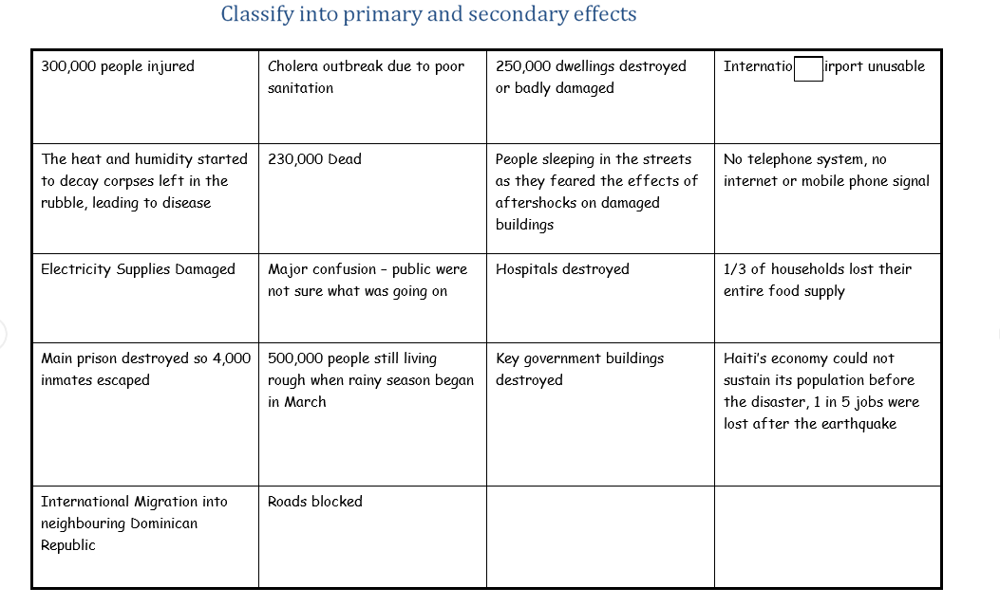 Classify into primary and secondary effects
300,000 people injured
Cholera outbreak due to poor
sanitation
250,000 dwellings destroyed
or badly damaged
Internatio irport unusable
The heat and humidity started
to decay corpses left in the
rubble, leading to disease
230,000 Dead
People sleeping in the streets
as they feared the effects of
aftershocks on damaged
buildings
No telephone system, no
internet or mobile phone signal
Electricity Supplies Damaged
Major confusion – public were
not sure what was going on
Hospitals destroyed
1/3 of households lost their
entire food supply
Main prison destroyed so 4,000
inmates escaped
500,000 people still living
rough when rainy season began
in March
Key government buildings
destroyed
Haiti's economy could not
sustain its population before
the disaster, 1 in 5 jobs were
lost after the earthquake
International Migration into
neighbouring Dominican
Republic
Roads blocked